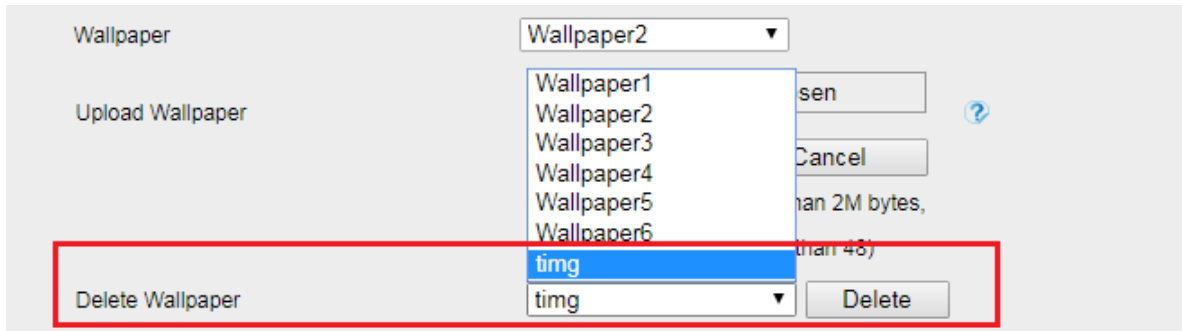 Wallpaper Wallpaper2
Wallpaper1
sen
Upload Wallpaper Wallpaper2
Wallpaper3
Cancel
Wallpaper4
Wallpaper5 han 2M bytes,
Wallpaper6
than 48)
timg
Delete Wallpaper timg Delete